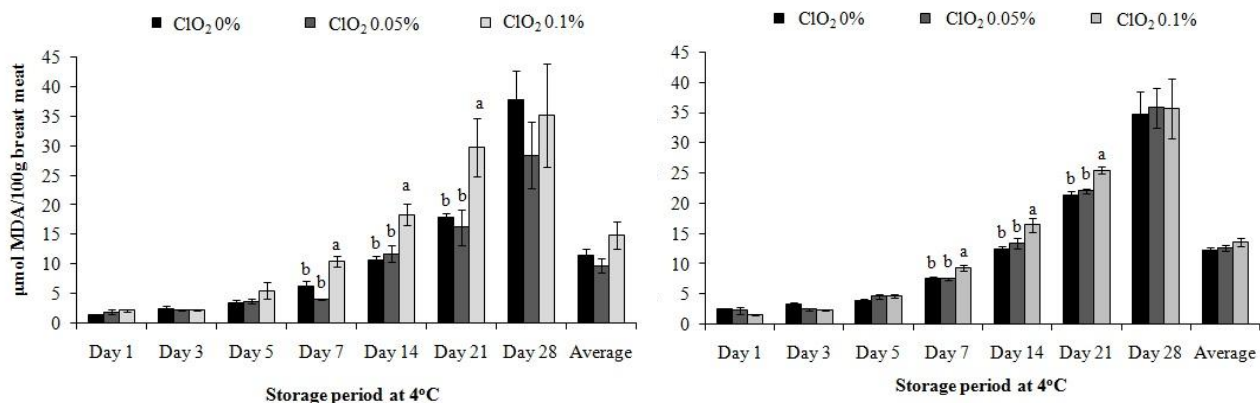 ClO2 0% ClO2 0.05% ClO2 0.1%
μmol MDA/100g breast meat
45
40
35
30
25
20
15
10
5
0
b b a
b b a
b b a
Day 1 Day 3 Day 5 Day 7 Day 14 Day 21 Day 28 Average
Storage period at 4°C
ClO2 0% ClO2 0.05% ClO2 0.1%
45
40
35
30
25
20
15
10
5
0
b b a
b b a
b b a
Day 1 Day 3 Day 5 Day 7 Day 14 Day 21 Day 28 Average
Storage period at 4°C